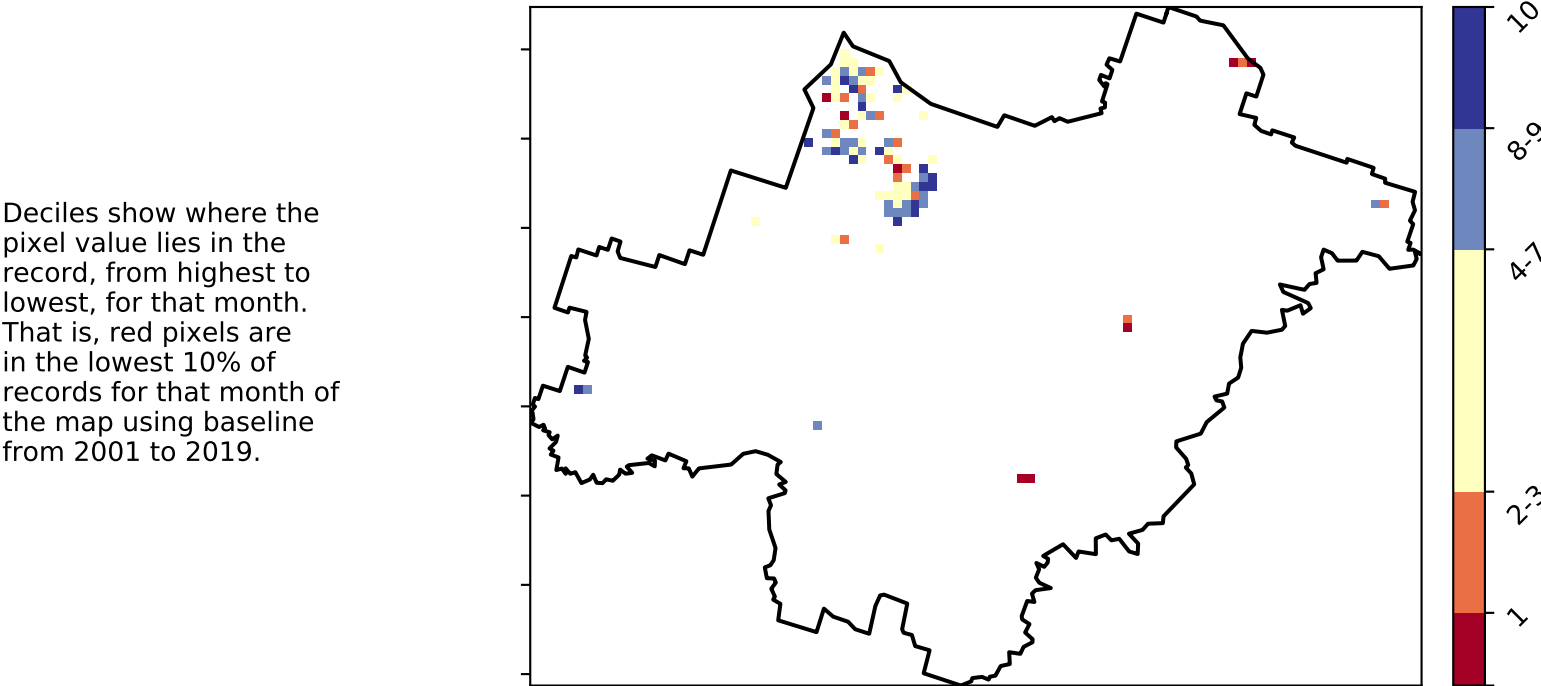 Deciles show where the
pixel value lies in the
record, from highest to
lowest, for that month.
That is, red pixels are
in the lowest 10% of
records for that month of
the map using baseline
from 2001 to 2019.
10
8-9
4-7
2-3
1